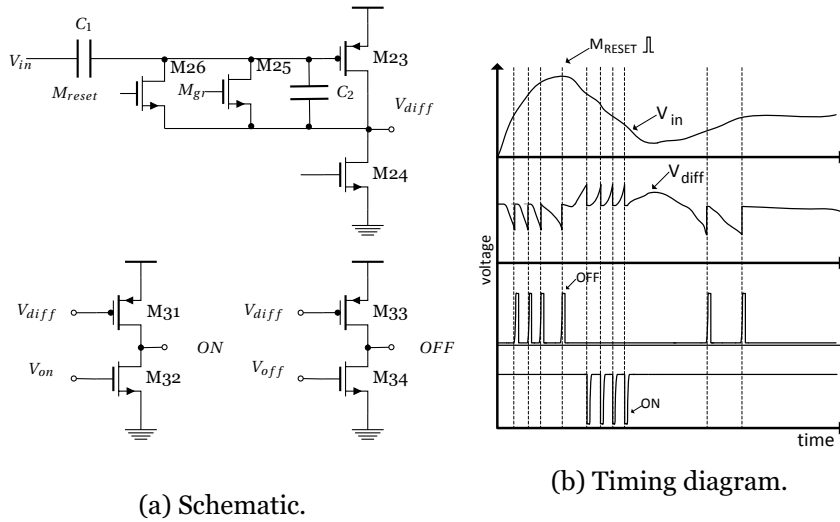 C1
M26
M25
M23
Vin
Mreset
Mgr
C2
Vdiff
M24
Vdiff
M31
ON
Von
M32
Vdiff
M33
OFF
Voff
M34
(a) Schematic.
MRESET
Vin
Vdiff
voltage
OFF
ON
time
(b) Timing diagram.